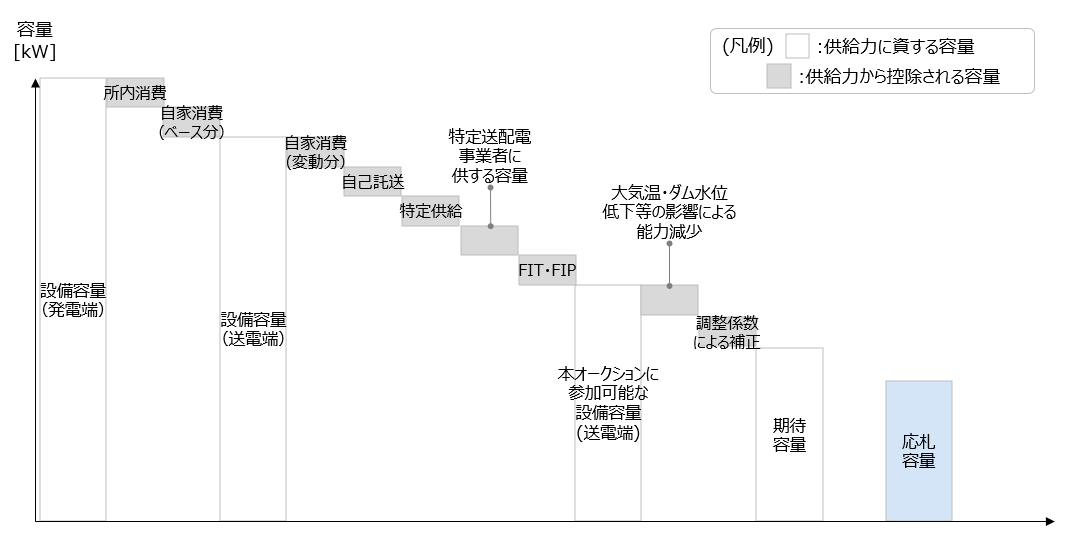 容量
[kW]
(凡例)
:供給力に資する容量
:供給力から控除される容量
所内消費
自家消費
(ベース分)
自家消費
(変動分)
自己託送
特定供給
特定送配電
事業者に
供する容量
FIT・FIP
大気温・ダム水位
低下等の影響による
能力減少
調整係数
による補正
設備容量
(発電端)
設備容量
(送電端)
本オークションに
参加可能な
設備容量
(送電端)
期待
容量
応札
容量